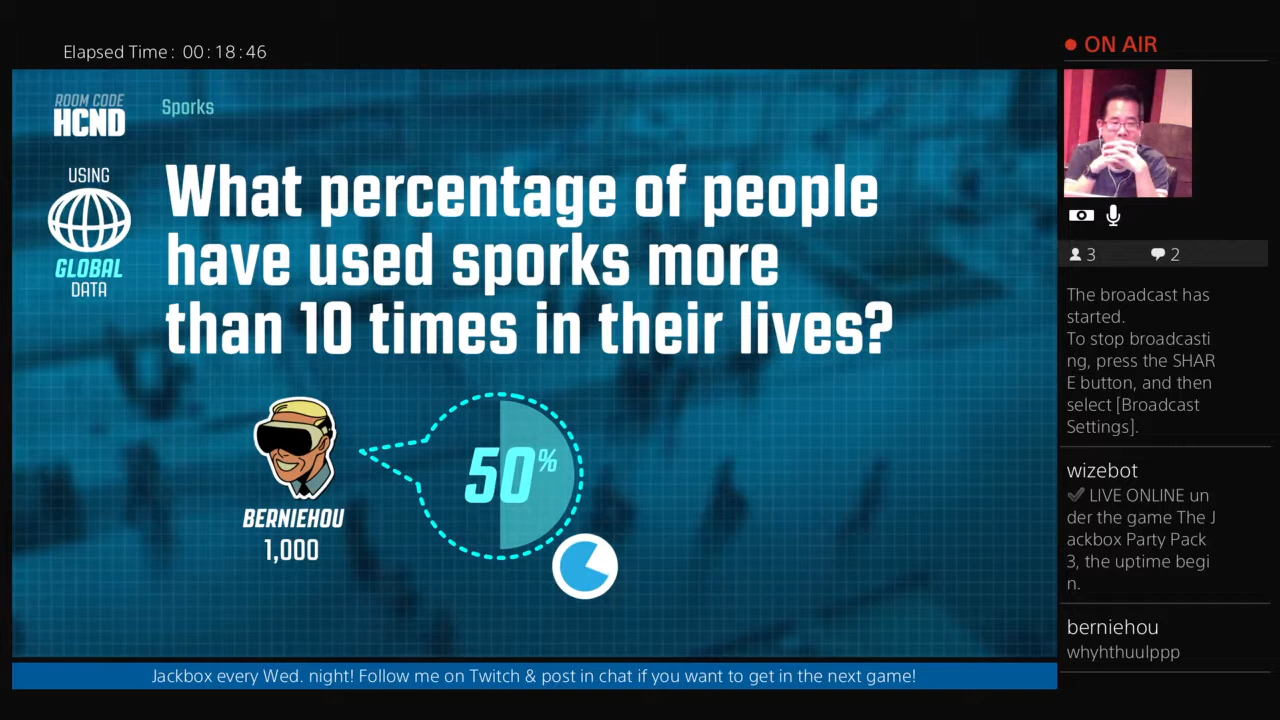 Elapsed Time: 00:18:46
ON AIR
ROOM CODE
HCND
Sporks
USING
GLOBAL
DATA
What percentage of people
have used sporks more
than 10 times in their lives?
50%
BERNIEHOU
1,000
3
2
The broadcast has
started.
To stop broadcasti
ng, press the SHAR
E button, and then
select [Broadcast
Settings].
wizebot
✔ LIVE ONLINE un
der the game The J
ackbox Party Pack
3, the uptime begi
n.
berniehou
whyhthuulppp
Jackbox every Wed. night! Follow me on Twitch & post in chat if you want to get in the next game!